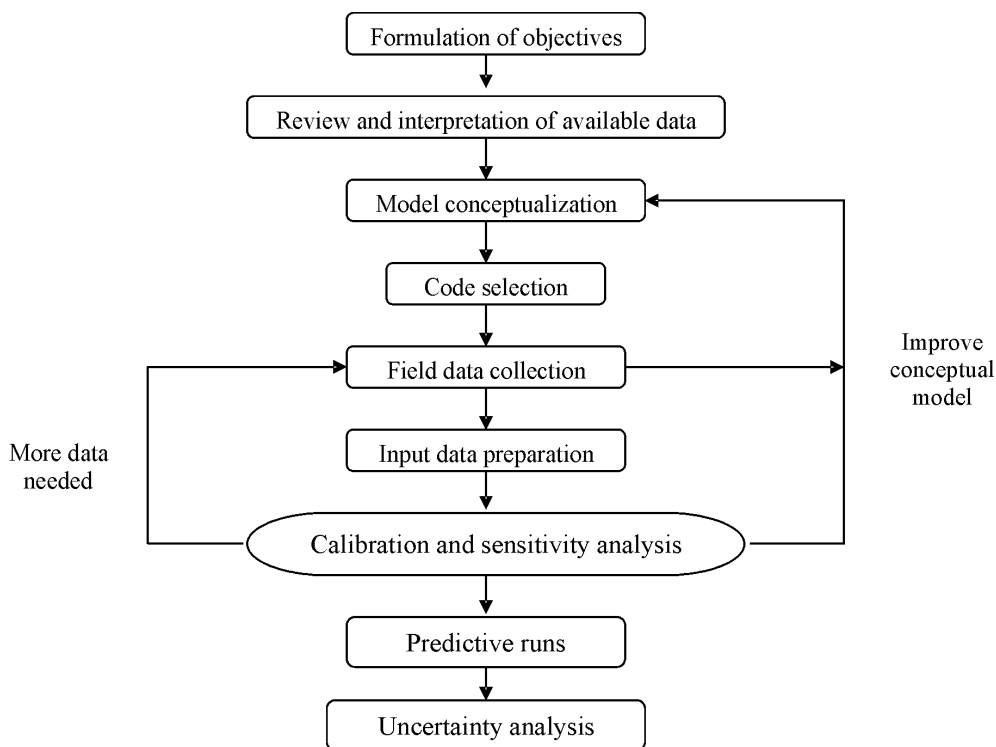 Formulation of objectives
Review and interpretation of available data
Model conceptualization
Code selection
Field data collection
Improve
conceptual
model
More data
needed
Input data preparation
Calibration and sensitivity analysis
Predictive runs
Uncertainty analysis